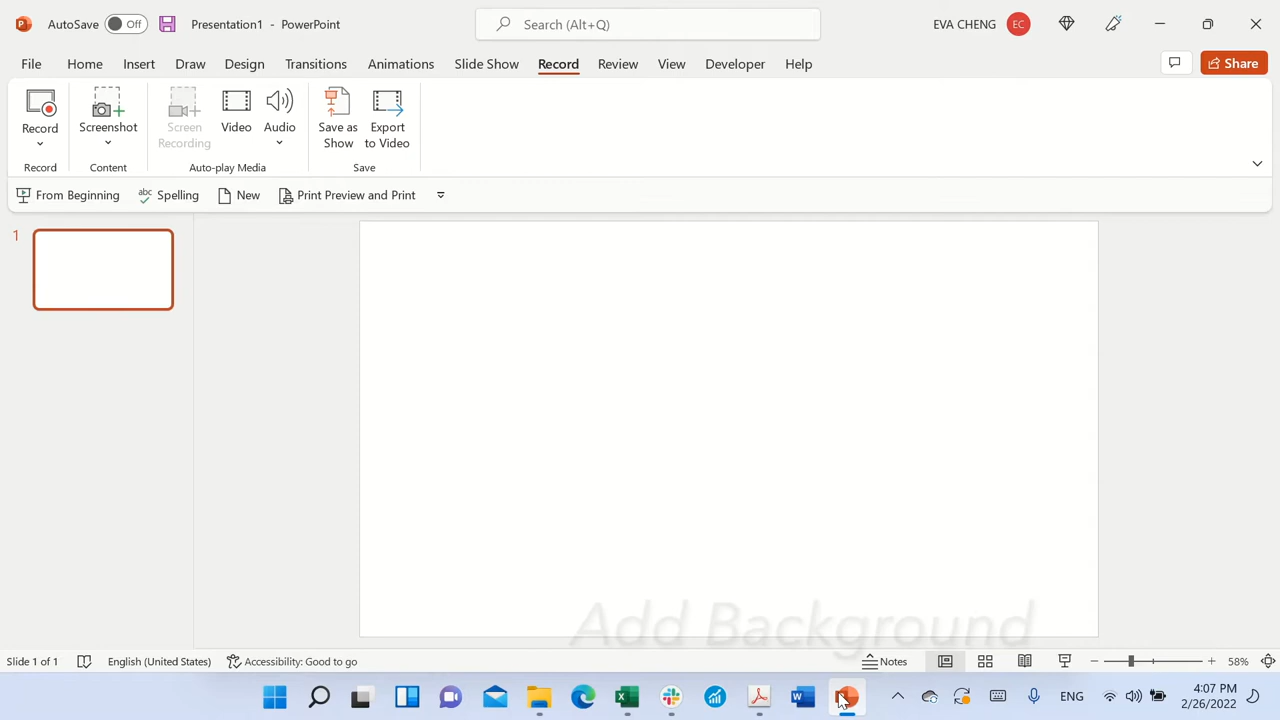 AutoSave Off Presentation1 - PowerPoint Search (Alt+Q) EVA CHENG EC
File Home Insert Draw Design Transitions Animations Slide Show Record Review View Developer Help Share
Record Screenshot Screen Recording Video Audio Save as Show Export to Video
Record Content Auto-play Media Save
From Beginning abc Spelling New Print Preview and Print
1
Add Background
Slide 1 of 1 English (United States) Accessibility: Good to go Notes 58%
ENG 4:07 PM
2/26/2022